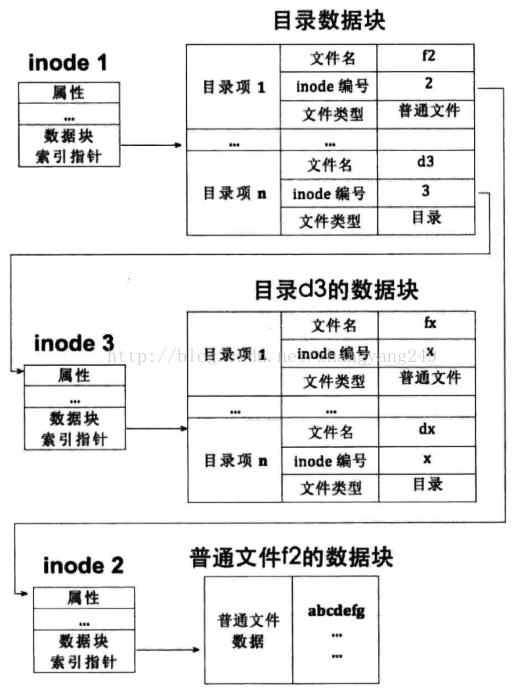 目录数据块
inode 1
属性
...
数据块
索引指针
目录项 1
文件名
f2
inode 编号
2
文件类型
普通文件
...
...
目录项 n
文件名
d3
inode 编号
3
文件类型
目录
目录d3的数据块
inode 3
属性
...
数据块
索引指针
目录项 1
文件名
fx
inode 编号
x
文件类型
普通文件
...
...
目录项 n
文件名
dx
inode 编号
x
文件类型
目录
普通文件f2的数据块
inode 2
属性
...
数据块
索引指针
普通文件
数据
abcdefg
...
...